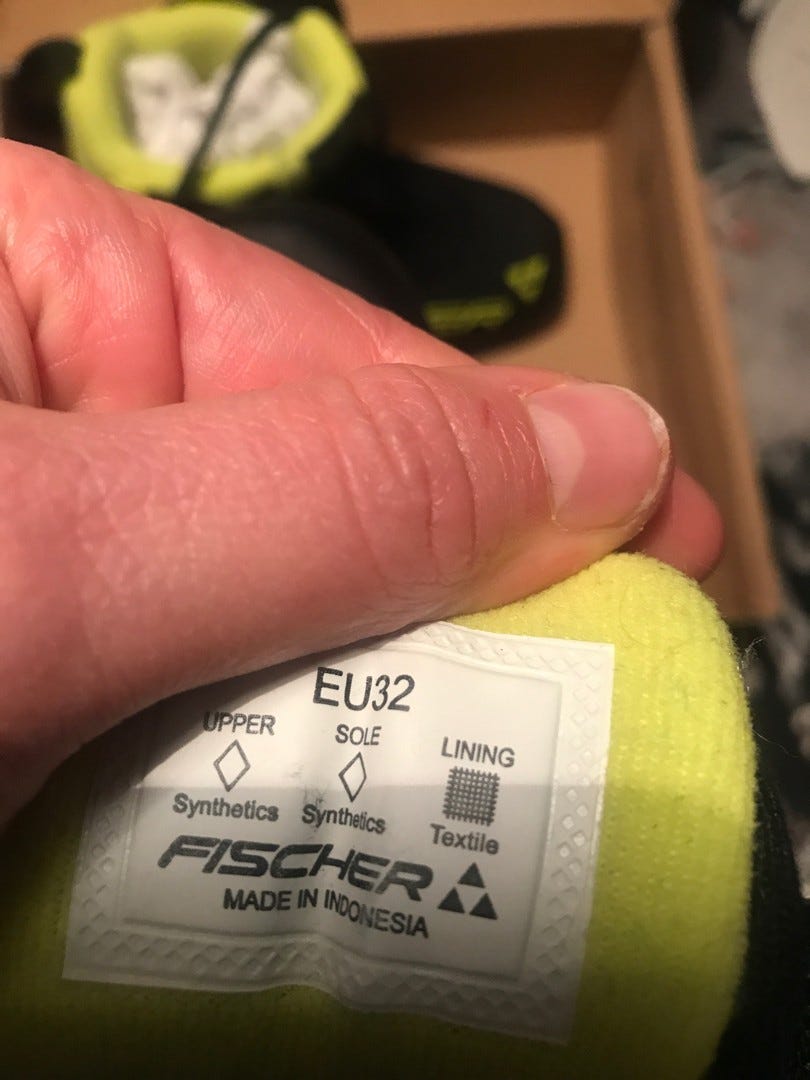 EU32
UPPER SOLE LINING
Synthetics Synthetics Textile
FISCHER
MADE IN INDONESIA